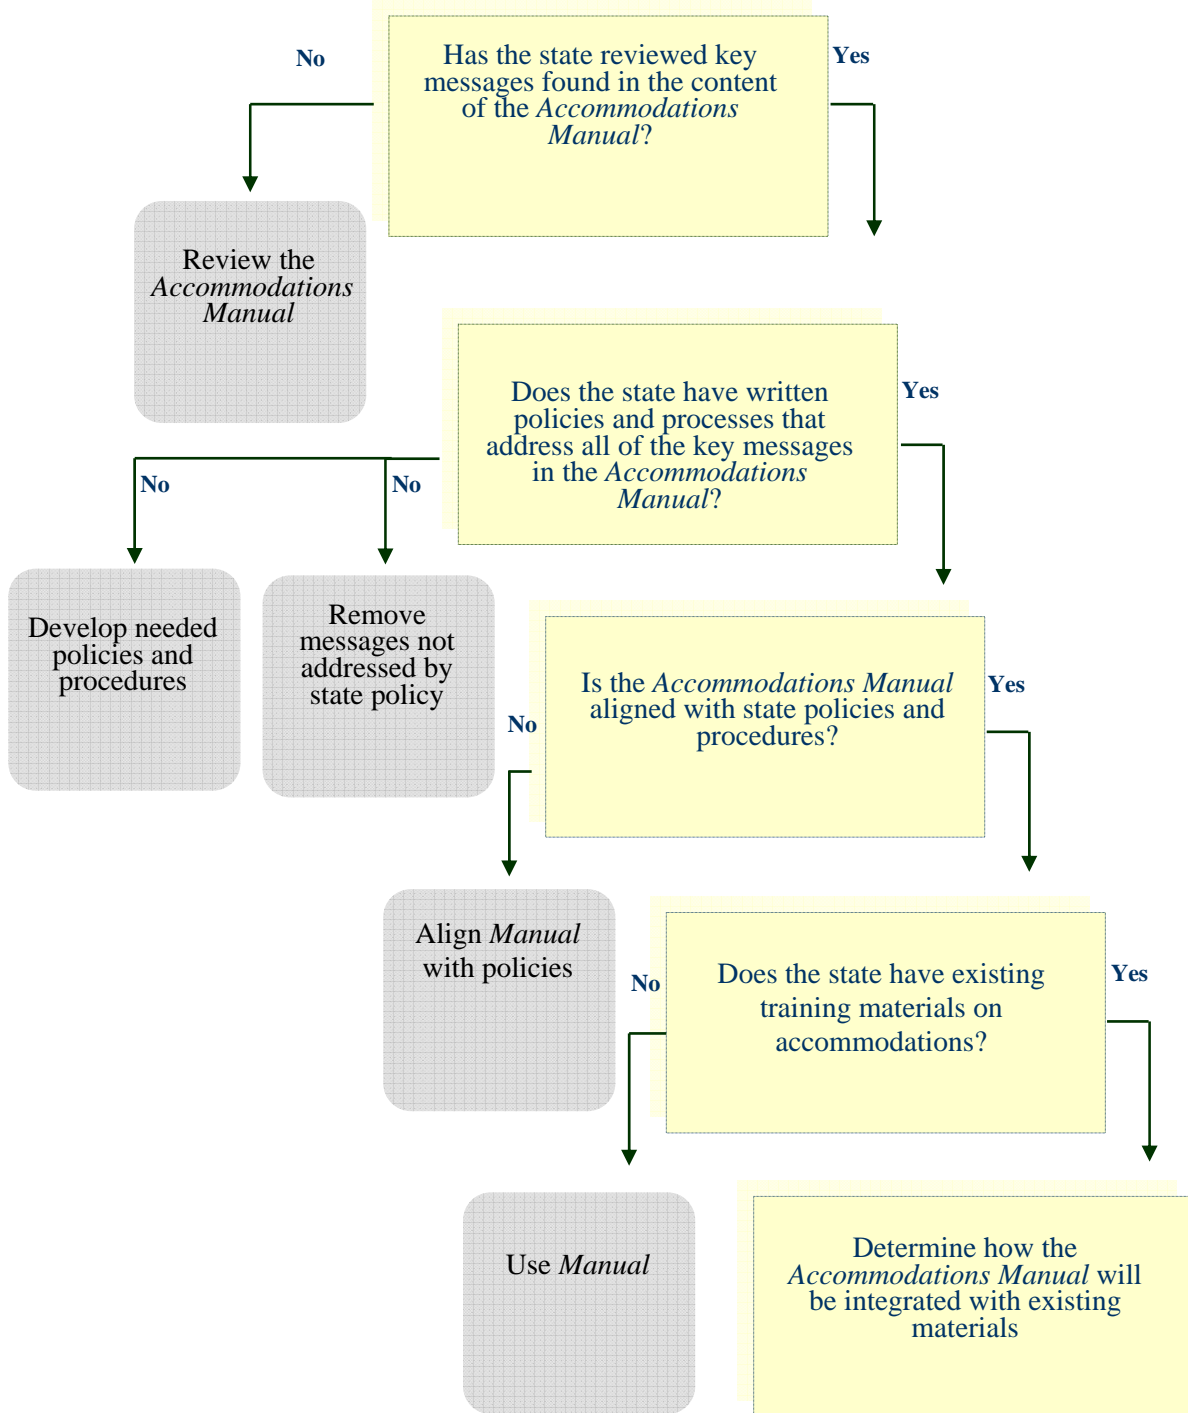 No
Has the state reviewed key
messages found in the content
of the Accommodations
Manual?
Yes
Review the
Accommodations
Manual
Does the state have written
policies and processes that
address all of the key messages
in the Accommodations
Manual?
Yes
No
No
Develop needed
policies and
procedures
Remove
messages not
addressed by
state policy
Is the Accommodations Manual
aligned with state policies and
procedures?
Yes
No
Align Manual
with policies
Does the state have existing
training materials on
accommodations?
No
Yes
Use Manual
Determine how the
Accommodations Manual will
be integrated with existing
materials